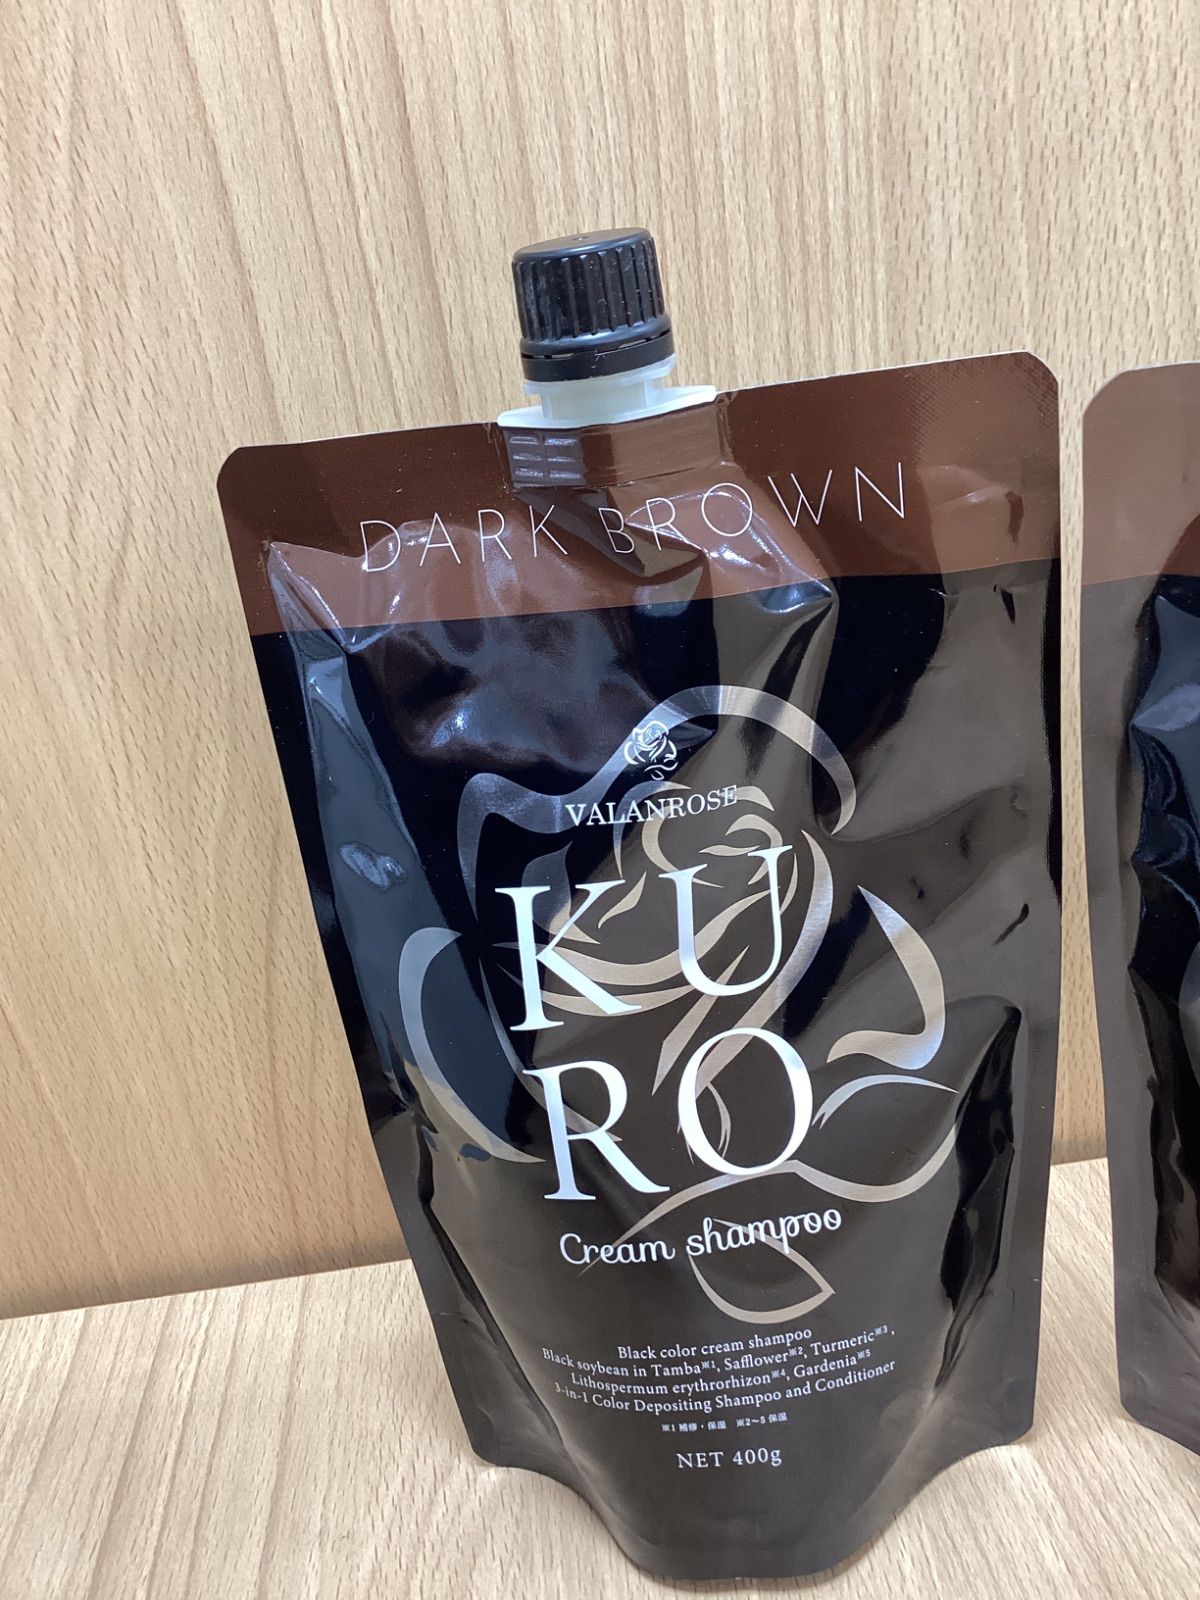 DARK BROWN
VALANROSE
KU
RO
Cream shampoo
Black color cream shampoo
Black soybean in Tamba※1, Safflower※2, Turmeric※3,
Lithospermum erythrorhizon※4, Gardenia※5
3-in-1 Color Depositing Shampoo and Conditioner
※1 補修・保湿 ※2〜5 保湿
NET 400g